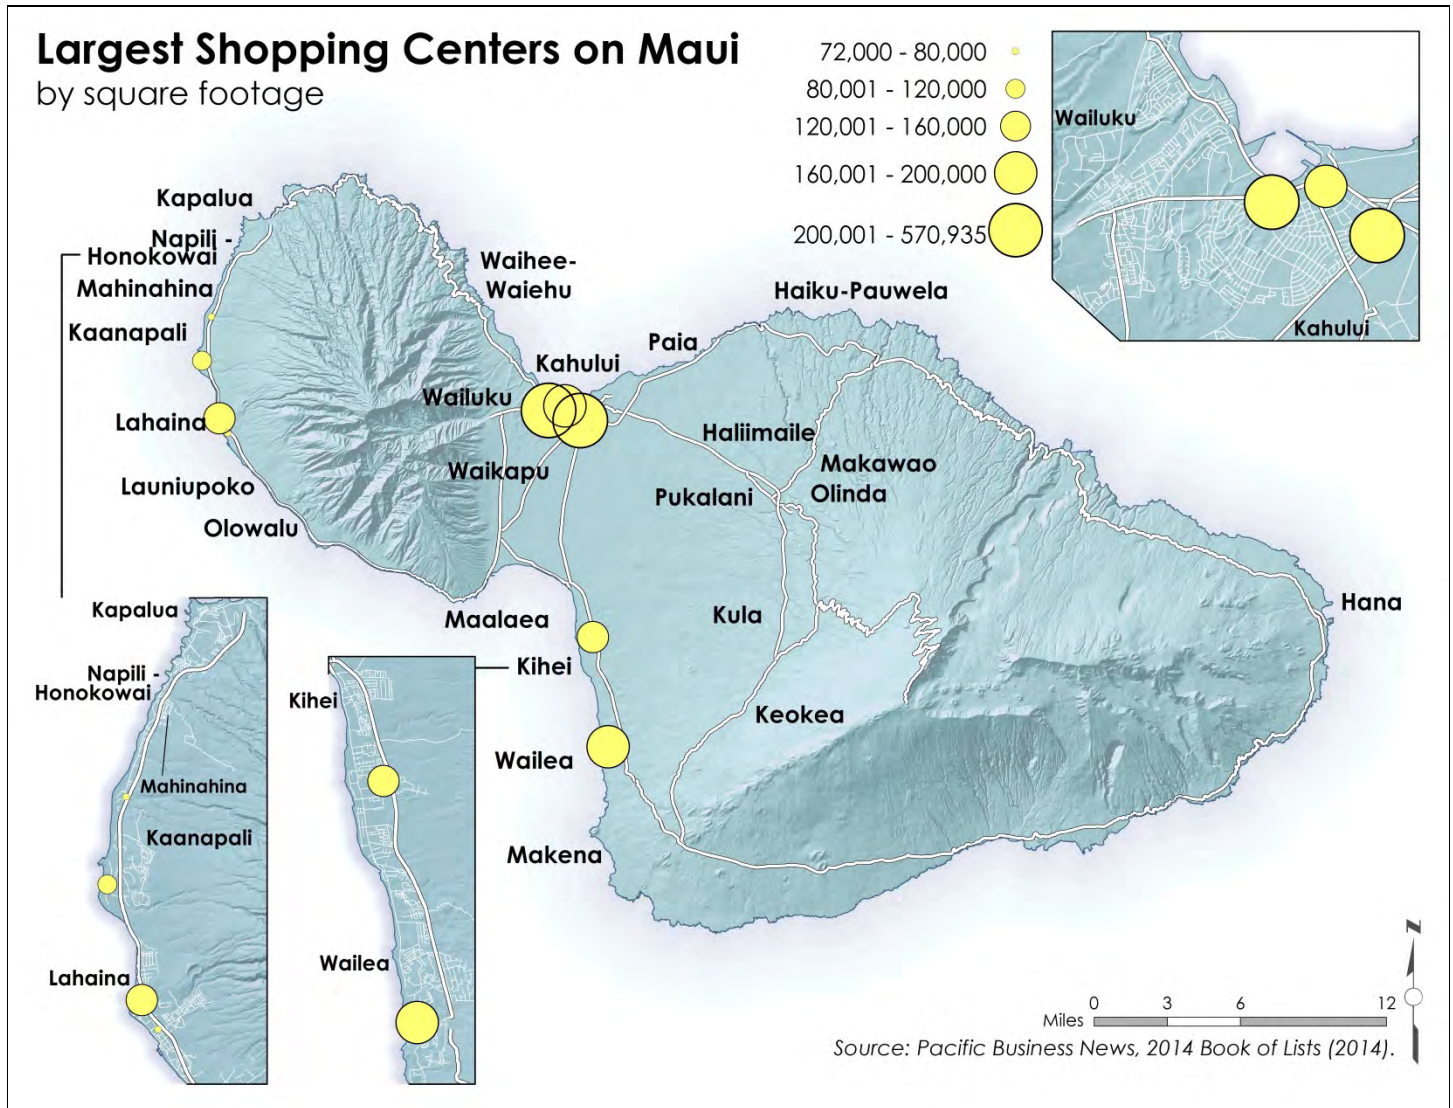 Largest Shopping Centers on Maui
by square footage
72,000 - 80,000
80,001 - 120,000
120,001 - 160,000
160,001 - 200,000
200,001 - 570,935
Wailuku
Kahului
Kapalua
Napili -
Honokowai
Mahinahina
Kaanapali
Lahaina
Launiupoko
Olowalu
Waihee-
Waiehu
Kahului
Wailuku
Waikapu
Paia
Haiku-Pauwela
Haliimaile
Makawao
Olinda
Pukalani
Kula
Keokea
Hana
Maalaea
Kihei
Wailea
Makena
Kapalua
Napili -
Honokowai
Mahinahina
Kaanapali
Lahaina
Kihei
Wailea
N
0 3 6 12
Miles
Source: Pacific Business News, 2014 Book of Lists (2014).